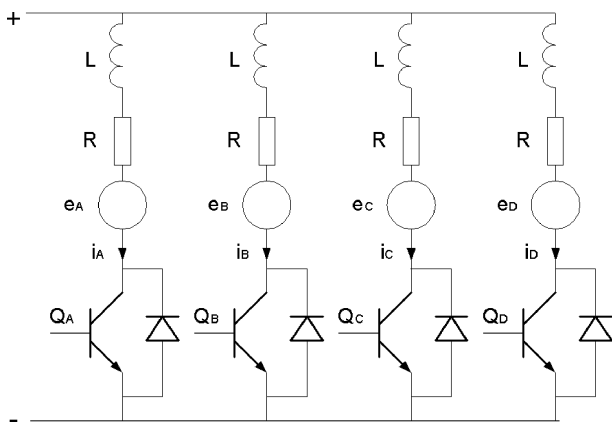 +
L L L L
R R R R
eA eB eC eD
iA iB iC iD
QA QB QC QD
-